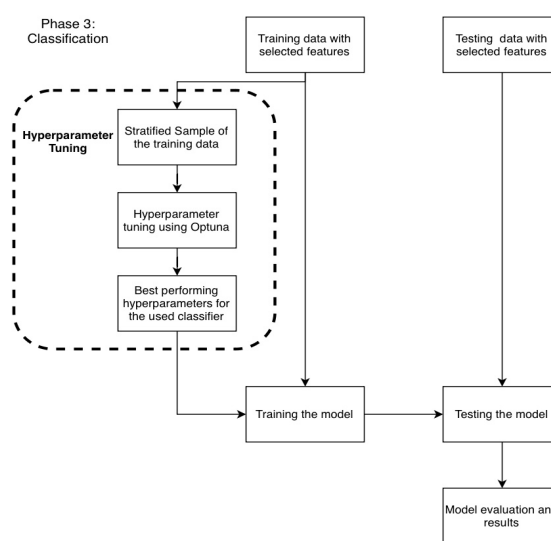 Phase 3:
Classification
Training data with
selected features
Testing data with
selected features
Hyperparameter
Tuning
Stratified Sample of
the training data
Hyperparameter
tuning using Optuna
Best performing
hyperparameters for
the used classifier
Training the model
Testing the model
Model evaluation an
results